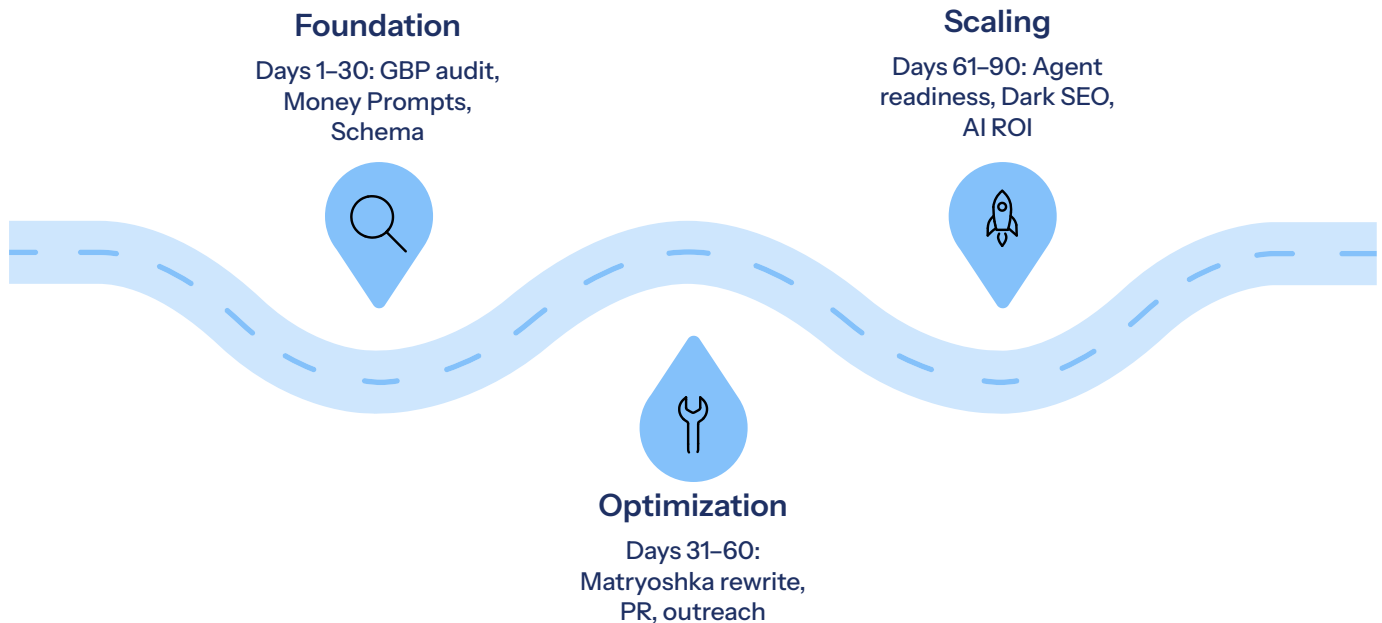 Foundation
Days 1–30: GBP audit,
Money Prompts,
Schema
Scaling
Days 61–90: Agent
readiness, Dark SEO,
AI ROI
Optimization
Days 31–60:
Matryoshka rewrite,
PR, outreach